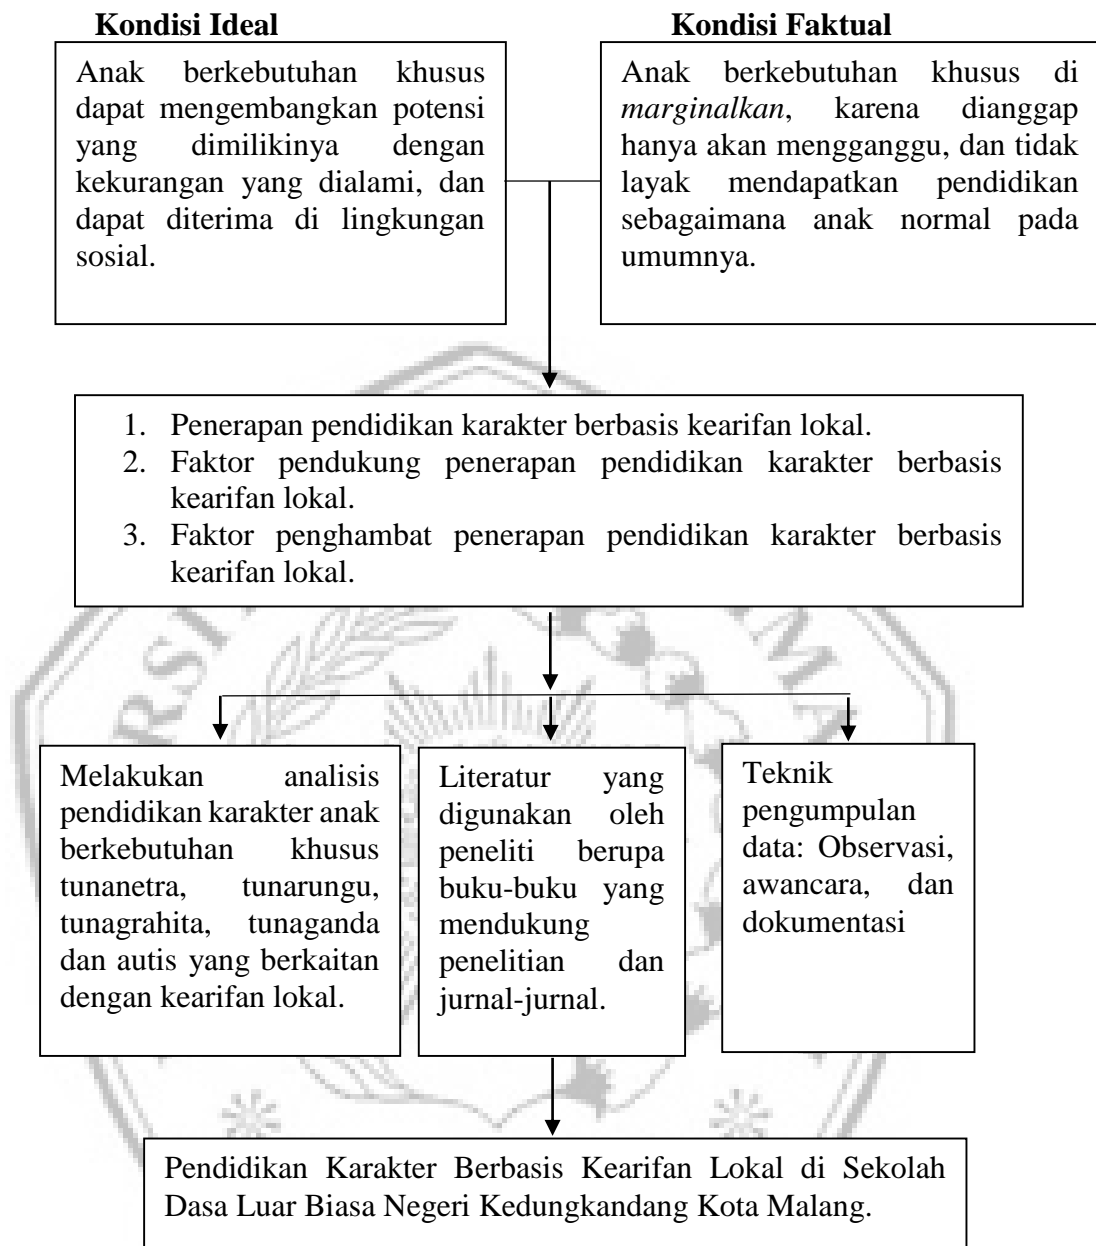 Kondisi Ideal
Kondisi Faktual
Anak berkebutuhan khusus
dapat mengembangkan potensi
yang dimilikinya dengan
kekurangan yang dialami, dan
dapat diterima di lingkungan
sosial.
Anak berkebutuhan khusus di
marginalkan, karena dianggap
hanya akan mengganggu, dan tidak
layak mendapatkan pendidikan
sebagaimana anak normal pada
umumnya.
1. Penerapan pendidikan karakter berbasis kearifan lokal.
2. Faktor pendukung penerapan pendidikan karakter berbasis
kearifan lokal.
3. Faktor penghambat penerapan pendidikan karakter berbasis
kearifan lokal.
Melakukan analisis
pendidikan karakter anak
berkebutuhan khusus
tunanetra, tunarungu,
tunagrahita, tunaganda
dan autis yang berkaitan
dengan kearifan lokal.
Literatur yang
digunakan oleh
peneliti berupa
buku-buku yang
mendukung
penelitian dan
jurnal-jurnal.
Teknik
pengumpulan
data: Observasi,
awancara, dan
dokumentasi
Pendidikan Karakter Berbasis Kearifan Lokal di Sekolah
Dasa Luar Biasa Negeri Kedungkandang Kota Malang.